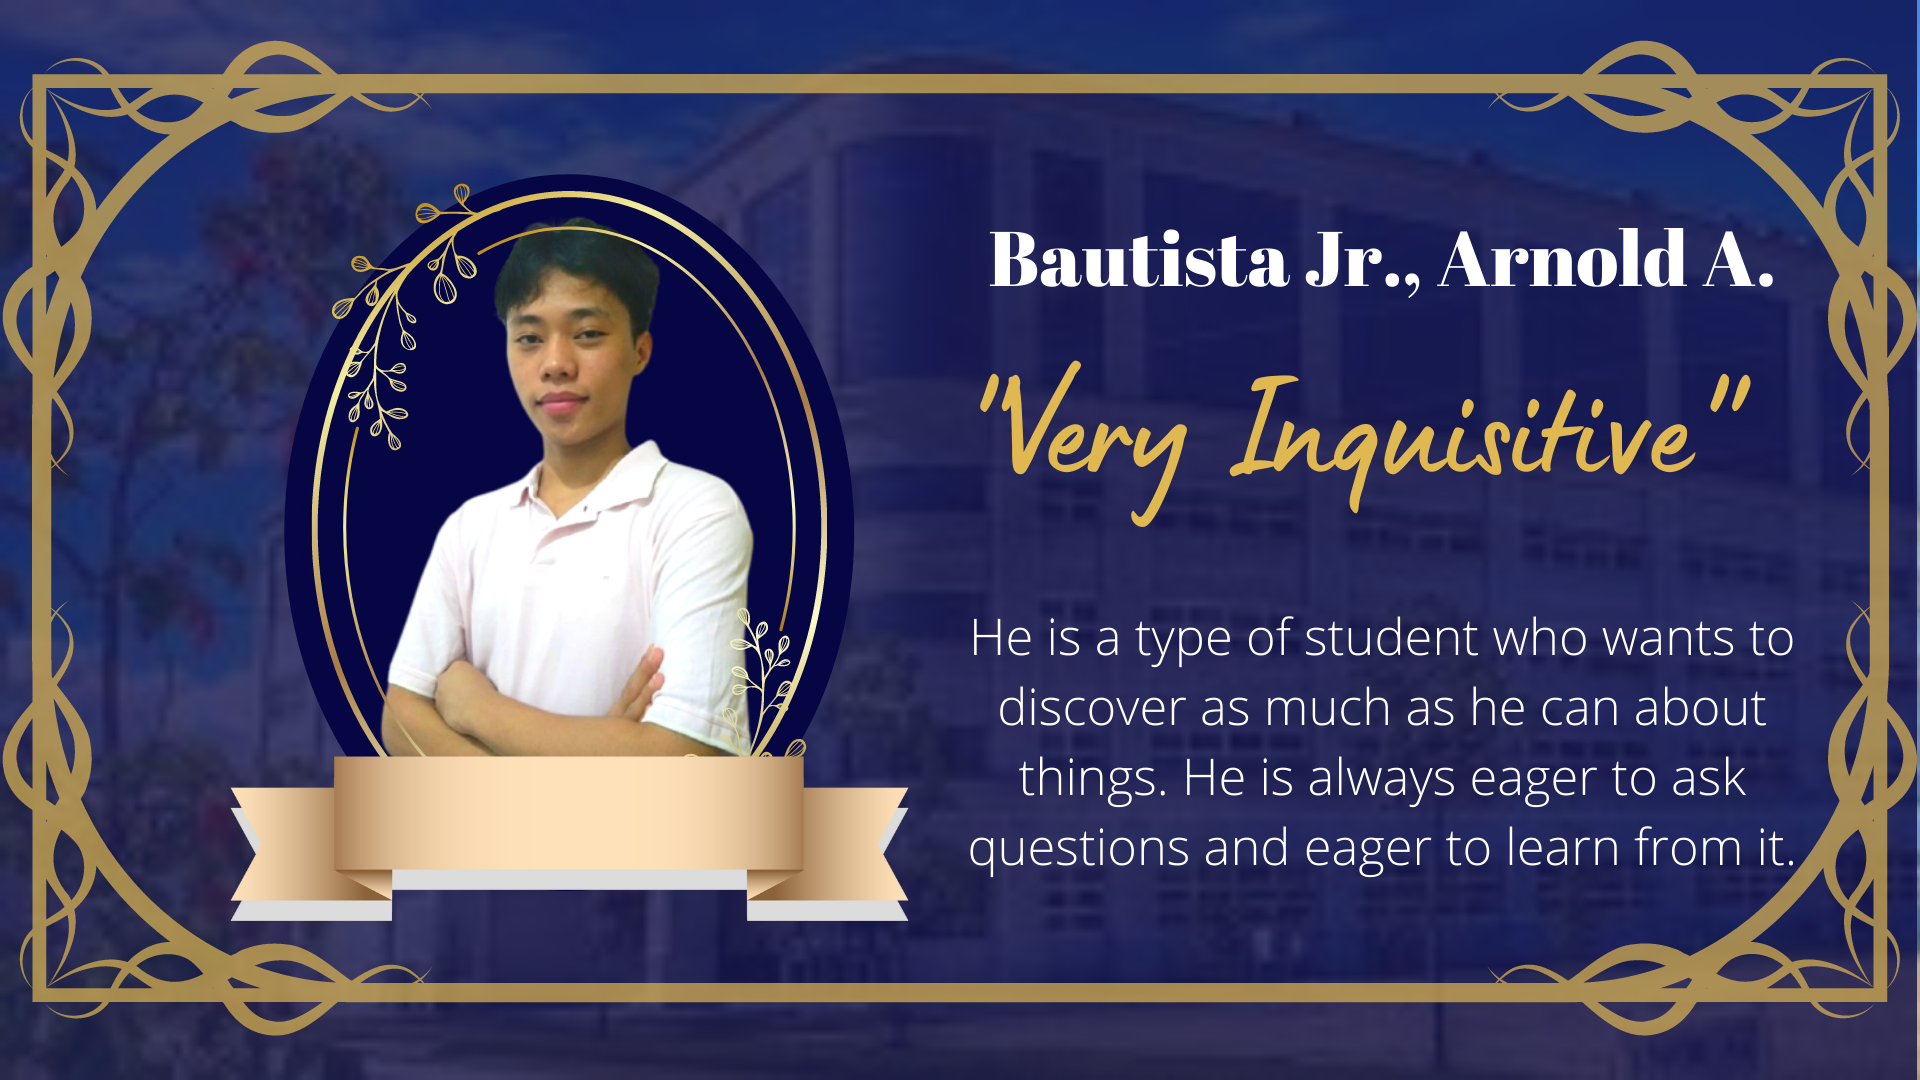 Bautista Jr., Arnold A.
"Very Inquisitive"
He is a type of student who wants to
discover as much as he can about
things. He is always eager to ask
questions and eager to learn from it.